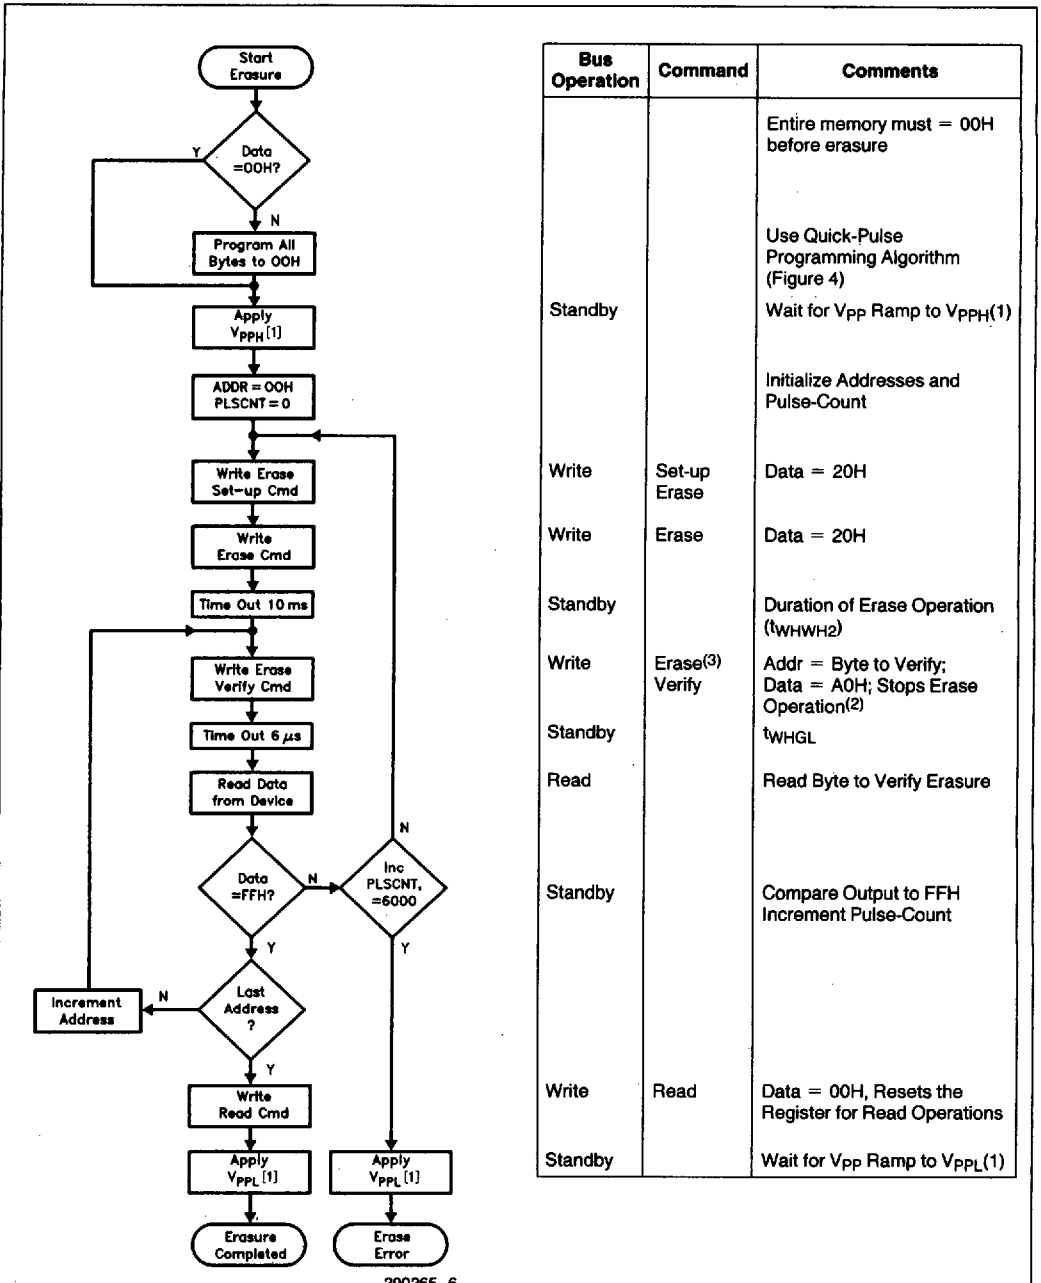 Start
Erasure
Data
=00H?
Y
N
Program All
Bytes to 00H
Apply
VPPH[1]
ADDR = 00H
PLSCNT = 0
Write Erase
Set-up Cmd
Write
Erase Cmd
Time Out 10 ms
Write Erase
Verify Cmd
Time Out 6 μs
Read Data
from Device
Data
=FFH?
N
Y
Inc
PLSCNT,
=6000
N
Y
Last
Address
?
N
Y
Increment
Address
Write
Read Cmd
Apply
VPPL[1]
Apply
VPPL[1]
Erasure
Completed
Erase
Error
290265-6
Bus
Operation
Command
Comments
Entire memory must = 00H
before erasure
Use Quick-Pulse
Programming Algorithm
(Figure 4)
Standby
Wait for VPP Ramp to VPPH(1)
Initialize Addresses and
Pulse-Count
Write
Set-up
Erase
Data = 20H
Write
Erase
Data = 20H
Standby
Duration of Erase Operation
(tWHWH2)
Write
Erase(3)
Verify
Addr = Byte to Verify;
Data = A0H; Stops Erase
Operation(2)
Standby
tWHGL
Read
Read Byte to Verify Erasure
Standby
Compare Output to FFH
Increment Pulse-Count
Write
Read
Data = 00H, Resets the
Register for Read Operations
Standby
Wait for VPP Ramp to VPPL(1)